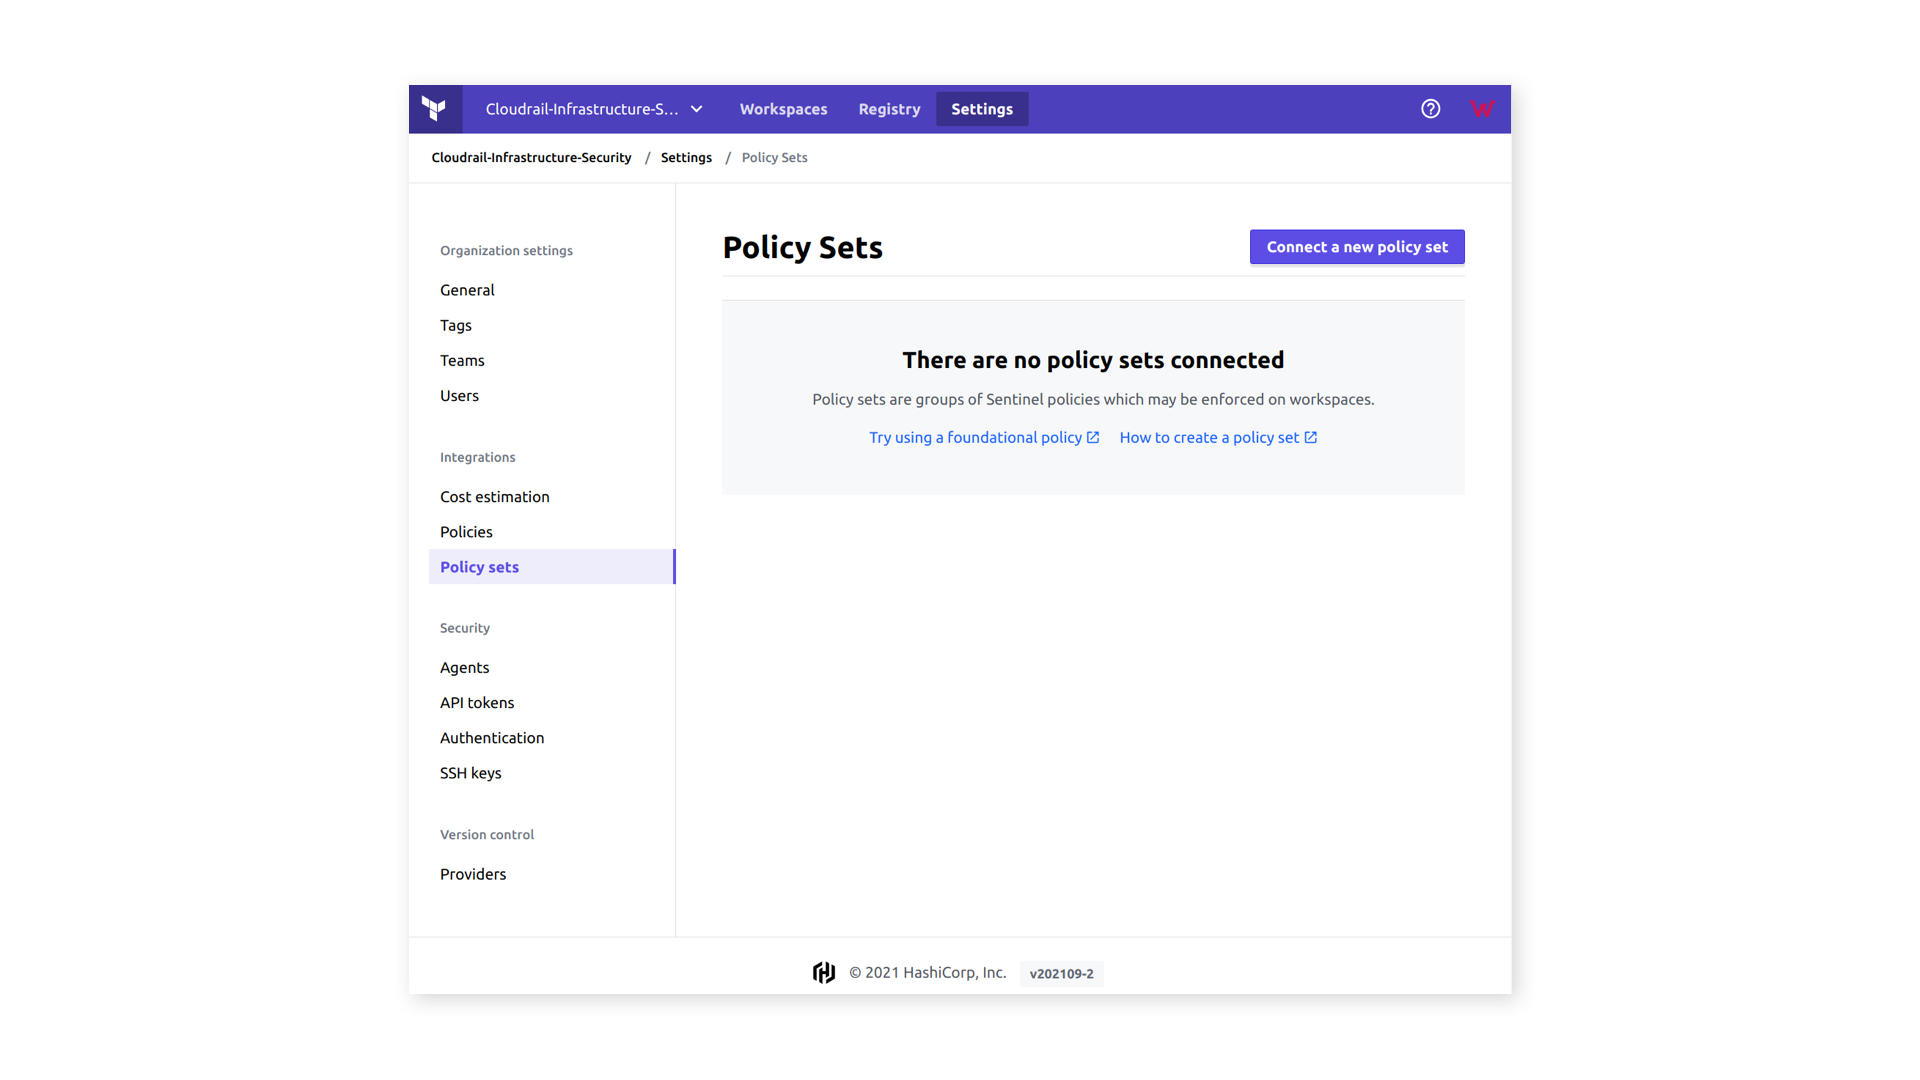 Cloudrail-Infrastructure-S... Workspaces Registry Settings W
Cloudrail-Infrastructure-Security / Settings / Policy Sets
Organization settings
General
Tags
Teams
Users
Integrations
Cost estimation
Policies
Policy sets
Security
Agents
API tokens
Authentication
SSH keys
Version control
Providers
Policy Sets
Connect a new policy set
There are no policy sets connected
Policy sets are groups of Sentinel policies which may be enforced on workspaces.
Try using a foundational policy How to create a policy set
© 2021 HashiCorp, Inc. v202109-2